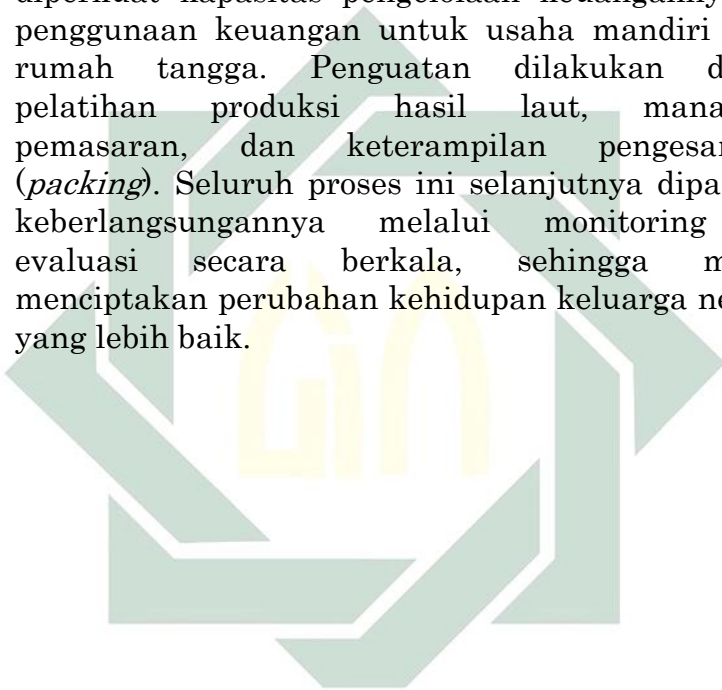 diperkuat kapasitas pengelolaan keuanganny
penggunaan keuangan untuk usaha mandiri
rumah tangga. Penguatan dilakukan d
pelatihan produksi hasil laut, mana
pemasaran, dan keterampilan pengesar
(packing). Seluruh proses ini selanjutnya dipa
keberlangsungannya melalui monitoring
evaluasi secara berkala, sehingga m
menciptakan perubahan kehidupan keluarga ne
yang lebih baik.